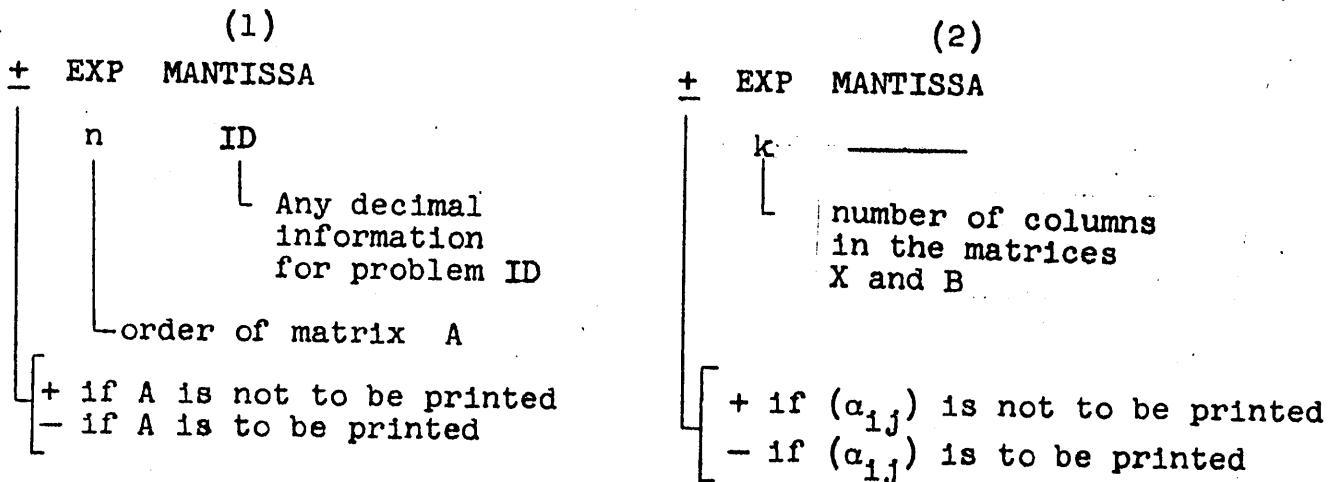 (1)
± EXP MANTISSA
n ID
Any decimal
information
for problem ID
order of matrix A
+ if A is not to be printed
− if A is to be printed
(2)
± EXP MANTISSA
k
number of columns
in the matrices
X and B
+ if (α_ij) is not to be printed
− if (α_ij) is to be printed